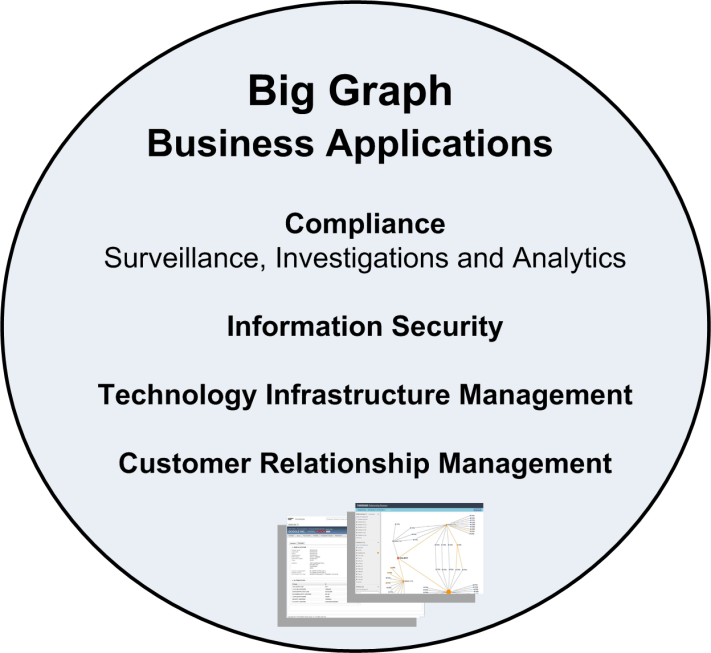 Big Graph
Business Applications
Compliance
Surveillance, Investigations and Analytics
Information Security
Technology Infrastructure Management
Customer Relationship Management